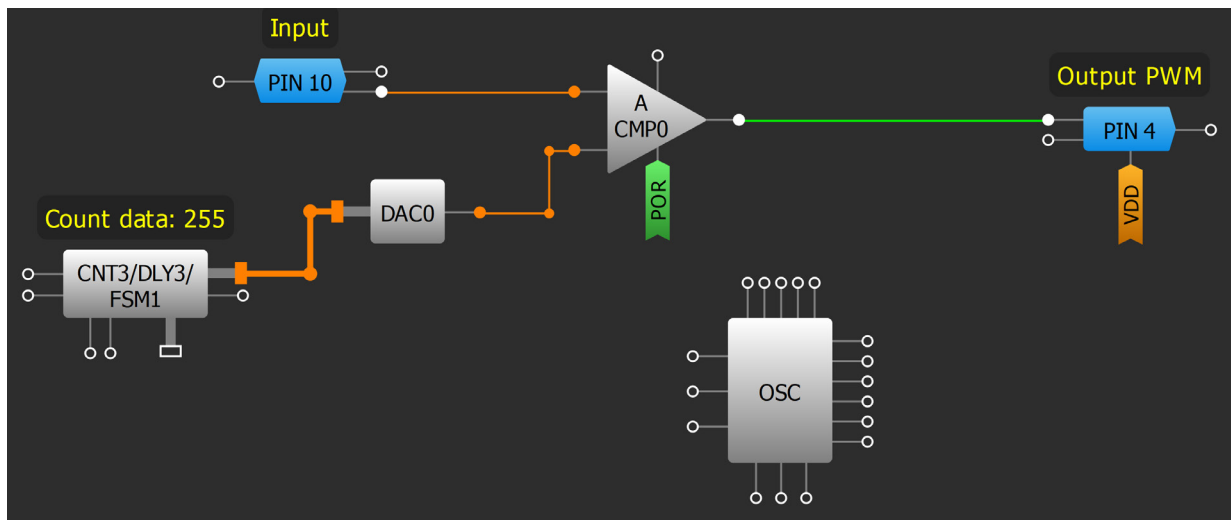 Input
PIN 10
A
CMP0
Output PWM
PIN 4
POR
VDD
DAC0
Count data: 255
CNT3/DLY3/
FSM1
OSC